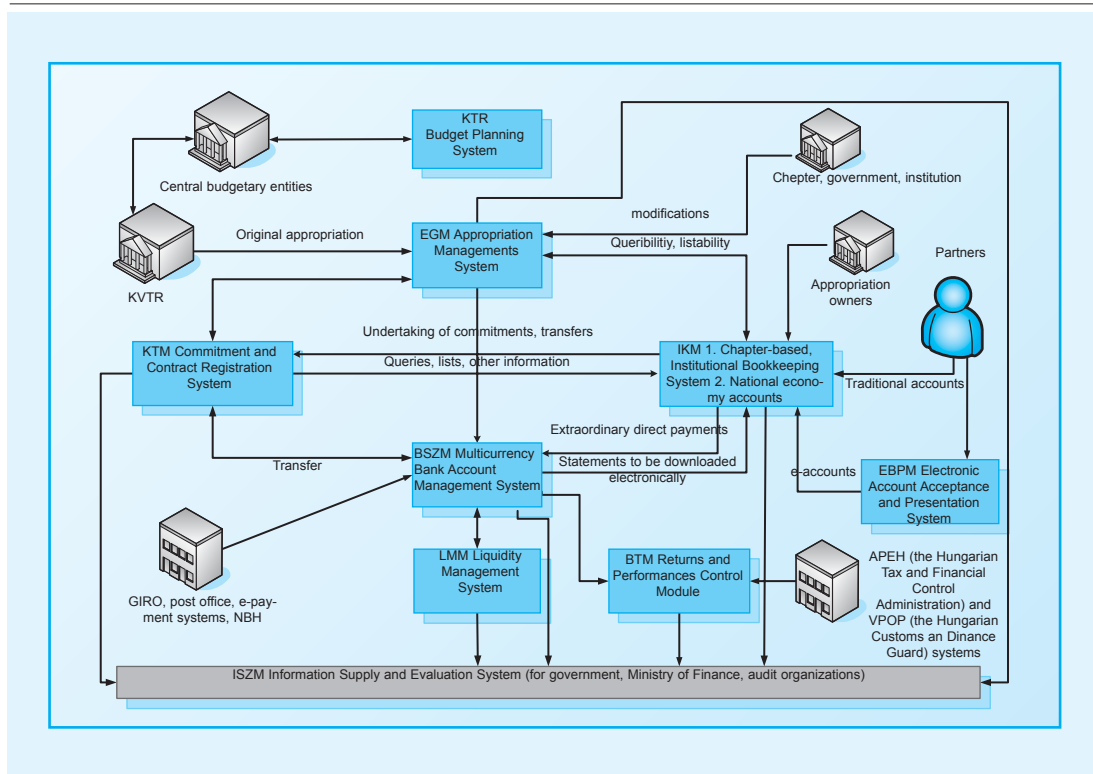 KTR
Budget Planning
System
Central budgetary entities
Chepter, government, institution
modifications
Original appropriation
EGM Appropriation
Managements
System
Queribilitiy, listability
Partners
KVTR
Appropriation
owners
Undertaking of commitments, transfers
KTM Commitment and
Contract Registration
System
Queries, lists, other information
IKM 1. Chapter-based,
Institutional Bookkeeping
System 2. National econo-
my accounts
Traditional accounts
Extraordinary direct payments
Transfer
BSZM Multicurrency
Bank Account
Management System
Statements to be downloaded
electronically
e-accounts
EBPM Electronic
Account Acceptance
and Presentation
System
GIRO, post office, e-pay-
ment systems, NBH
LMM Liquidity
Management
System
BTM Returns and
Performances Control
Module
APEH (the Hungarian
Tax and Financial
Control
Administration) and
VPOP (the Hungarian
Customs an Dinance
Guard) systems
ISZM Information Supply and Evaluation System (for government, Ministry of Finance, audit organizations)